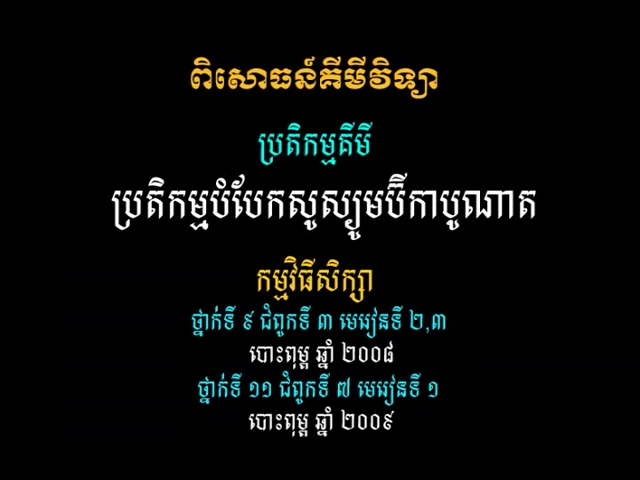 ពិសោធន៍គីមីវិទ្យា
ប្រតិកម្មគីមី
ប្រតិកម្មបំបែកសូស្យូមប៊ីកាបូណាត
កម្មវិធីសិក្សា
ថ្នាក់ទី ៩ ជំពូកទី ៣ មេរៀនទី ២,៣
បោះពុម្ព ឆ្នាំ ២០០៨
ថ្នាក់ទី ១១ ជំពូកទី ៧ មេរៀនទី ១
បោះពុម្ព ឆ្នាំ ២០០៩